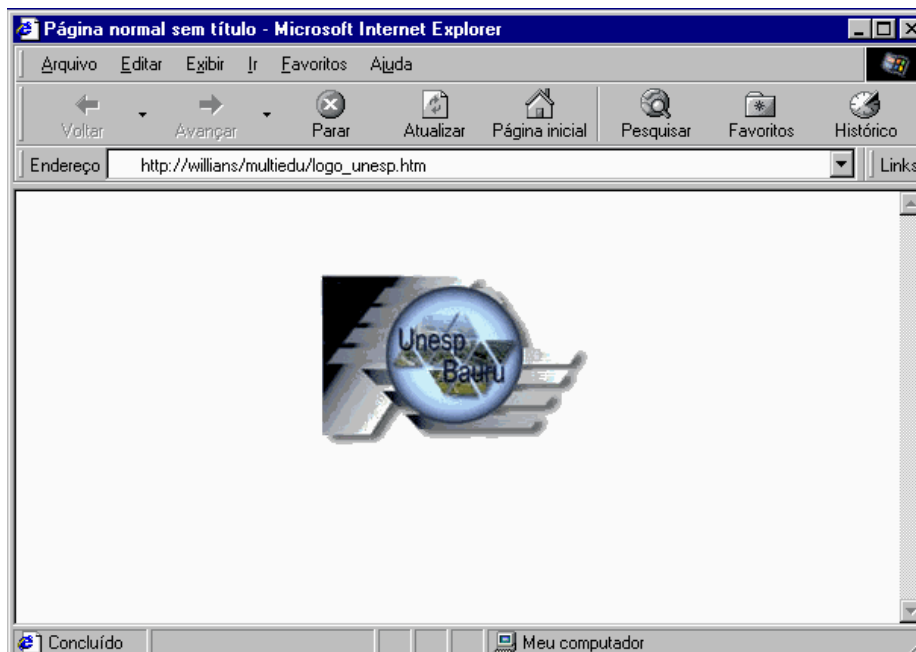 Página normal sem título - Microsoft Internet Explorer
Arquivo Editar Exibir Ir Favoritos Ajuda
Voltar Avançar Parar Atualizar Página inicial Pesquisar Favoritos Histórico
Endereço http://willians/multiedu/logo_unesp.htm Links
Unesp
Bauru
Concluído Meu computador